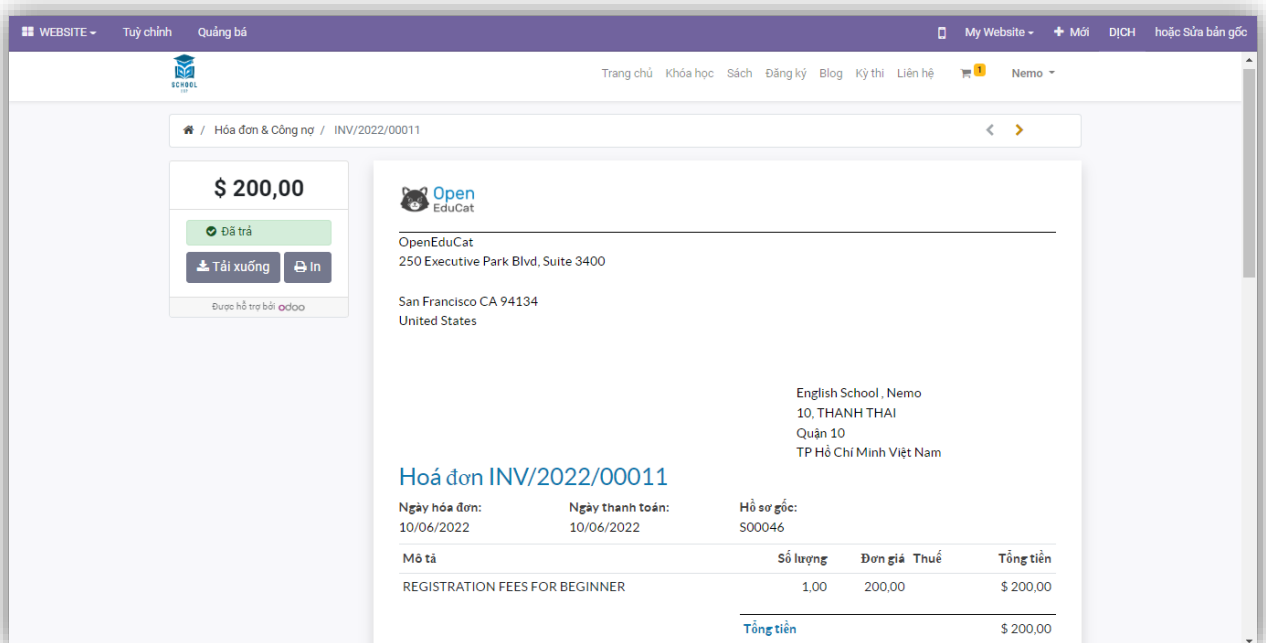 WEBSITE Tuỳ chỉnh Quảng bá My Website Mới DỊCH hoặc Sửa bản gốc
SCHOOL
Trang chủ Khóa học Sách Đăng ký Blog Kỳ thi Liên hệ 1 Nemo
/ Hóa đơn & Công nợ / INV/2022/00011
$ 200,00
Đã trả
Tải xuống In
Được hỗ trợ bởi odoo
Open
EduCat
OpenEduCat
250 Executive Park Blvd, Suite 3400
San Francisco CA 94134
United States
English School , Nemo
10, THANH THAI
Quận 10
TP Hồ Chí Minh Việt Nam
Hoá đơn INV/2022/00011
Ngày hóa đơn: Ngày thanh toán: Hồ sơ gốc:
10/06/2022 10/06/2022 S00046
Mô tả Số lượng Đơn giá Thuế Tổng tiền
REGISTRATION FEES FOR BEGINNER 1,00 200,00 $ 200,00
Tổng tiền $ 200,00